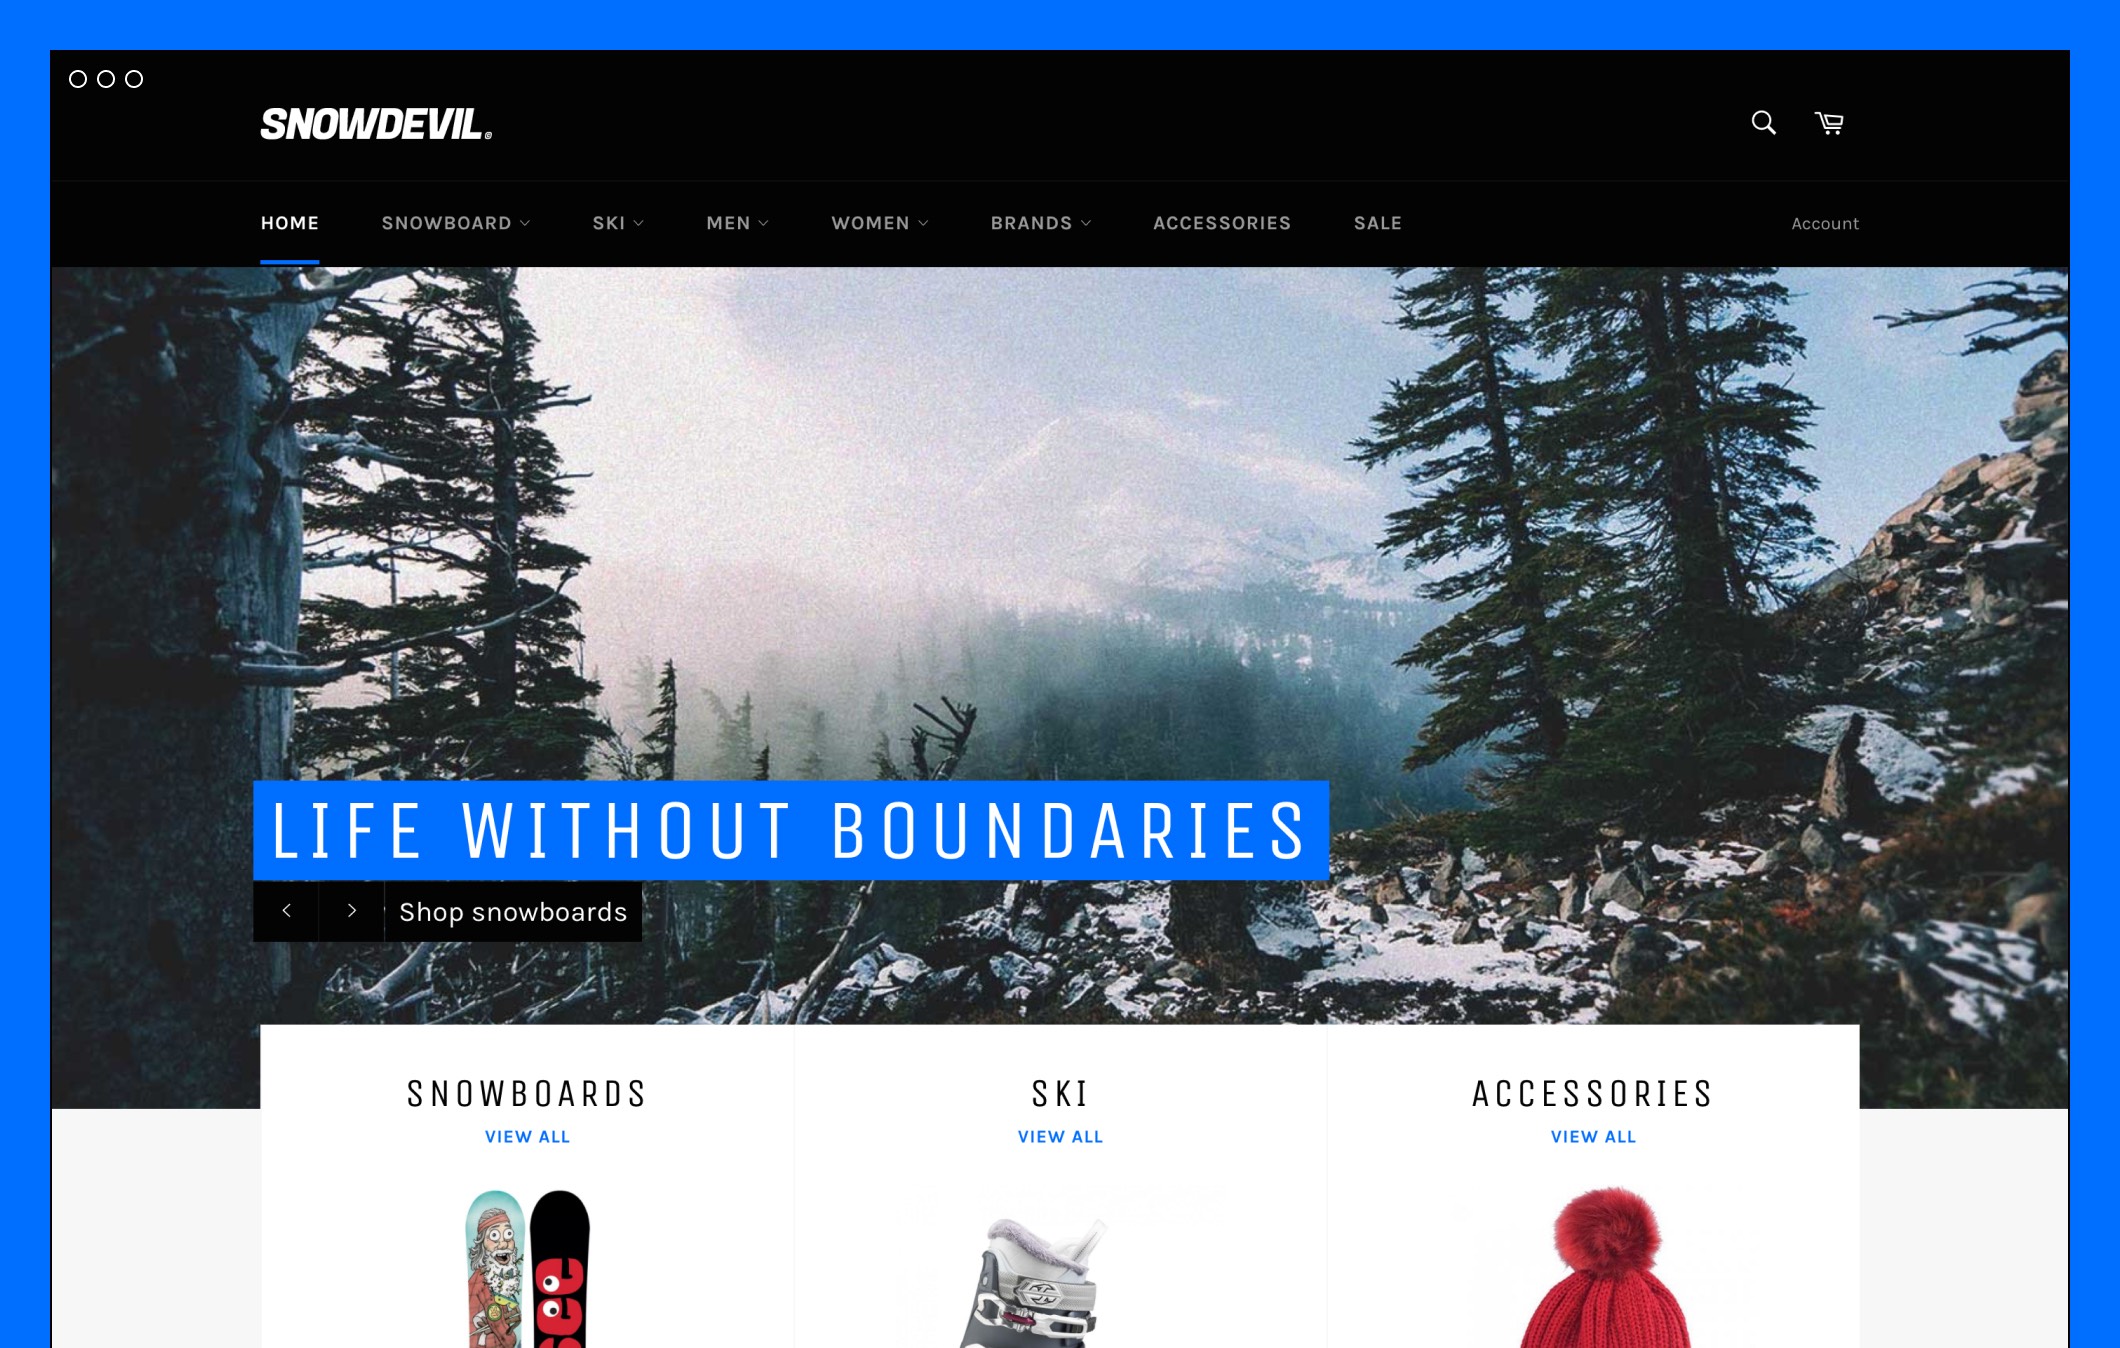 SNOWDEVIL®
HOME SNOWBOARD SKI MEN WOMEN BRANDS ACCESSORIES SALE Account
LIFE WITHOUT BOUNDARIES
Shop snowboards
SNOWBOARDS SKI ACCESSORIES
VIEW ALL VIEW ALL VIEW ALL